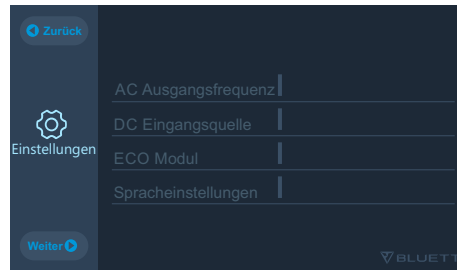 Zurück
AC Ausgangsfrequenz
DC Eingangsquelle
Einstellungen
ECO Modul
Spracheinstellungen
Weiter
BLUETT